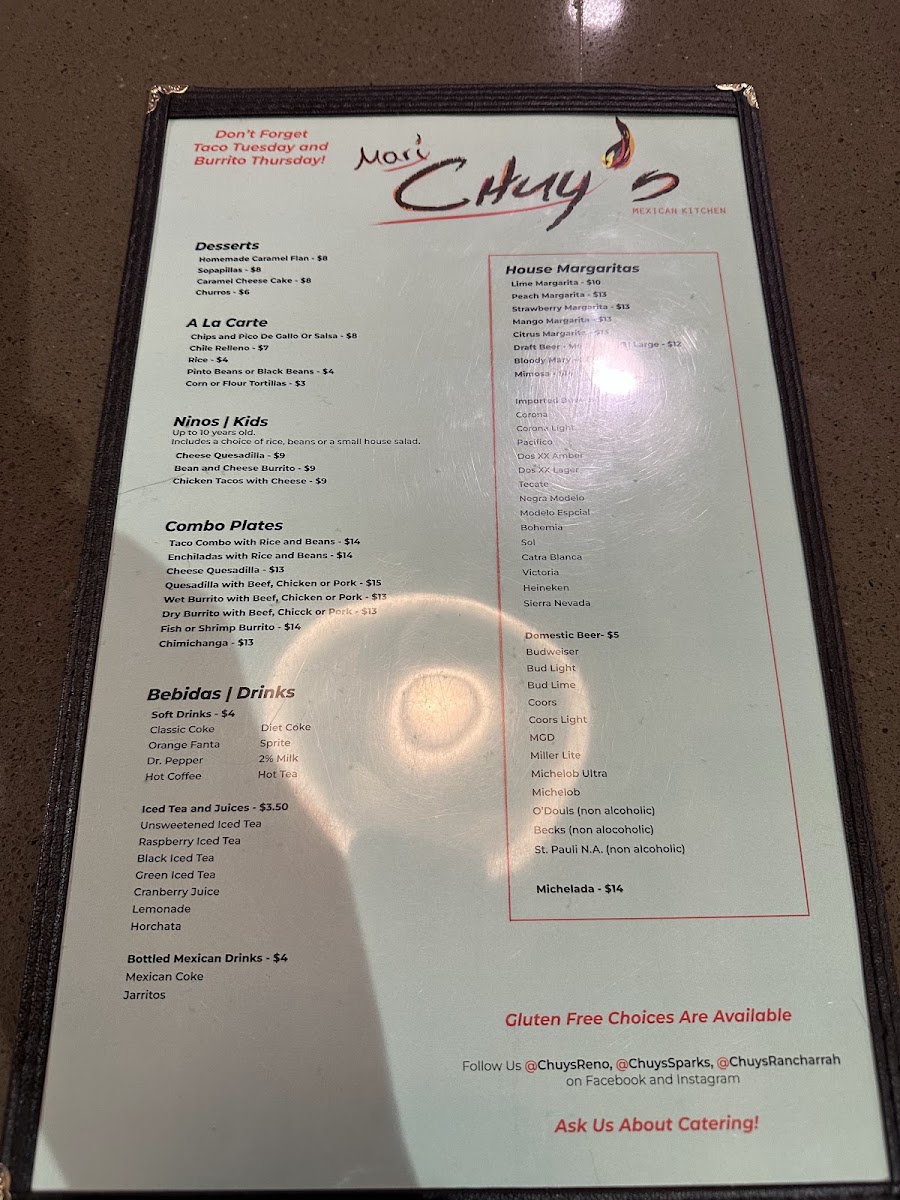 Don't Forget
Taco Tuesday and
Burrito Thursday!
Mari
Chuy's
MEXICAN KITCHEN
Desserts
Homemade Caramel Flan - $8
Sopapillas - $8
Caramel Cheese Cake - $8
Churros - $6
A La Carte
Chips and Pico De Gallo Or Salsa - $8
Chile Relleno - $7
Rice - $4
Pinto Beans or Black Beans - $4
Corn or Flour Tortillas - $3
Ninos | Kids
Up to 10 years old.
Includes a choice of rice, beans or a small house salad.
Cheese Quesadilla - $9
Bean and Cheese Burrito - $9
Chicken Tacos with Cheese - $9
Combo Plates
Taco Combo with Rice and Beans - $14
Enchiladas with Rice and Beans - $14
Cheese Quesadilla - $13
Quesadilla with Beef, Chicken or Pork - $15
Wet Burrito with Beef, Chicken or Pork - $13
Dry Burrito with Beef, Chicck or Pork - $13
Fish or Shrimp Burrito - $14
Chimichanga - $13
Bebidas | Drinks
Soft Drinks - $4
Classic Coke
Diet Coke
Orange Fanta
Sprite
Dr. Pepper
2% Milk
Hot Coffee
Hot Tea
Iced Tea and Juices - $3.50
Unsweetened Iced Tea
Raspberry Iced Tea
Black Iced Tea
Green Iced Tea
Cranberry Juice
Lemonade
Horchata
Bottled Mexican Drinks - $4
Mexican Coke
Jarritos
House Margaritas
Lime Margarita - $10
Peach Margarita - $13
Strawberry Margarita - $13
Mango Margarita - $13
Citrus Margarita - $13
Draft Beer - Large - $12
Bloody Mary
Mimosa
Imported
Corona
Corona Light
Pacifico
Dos XX Amber
Dos XX Lager
Tecate
Negra Modelo
Modelo Espcial
Bohemia
Sol
Catra Blanca
Victoria
Heineken
Sierra Nevada
Domestic Beer- $5
Budweiser
Bud Light
Bud Lime
Coors
Coors Light
MGD
Miller Lite
Michelob Ultra
Michelob
O'Douls (non alcoholic)
Becks (non alocoholic)
St. Pauli N.A. (non alcoholic)
Michelada - $14
Gluten Free Choices Are Available
Follow Us @ChuysReno, @ChuysSparks, @ChuysRancharrah
on Facebook and Instagram
Ask Us About Catering!